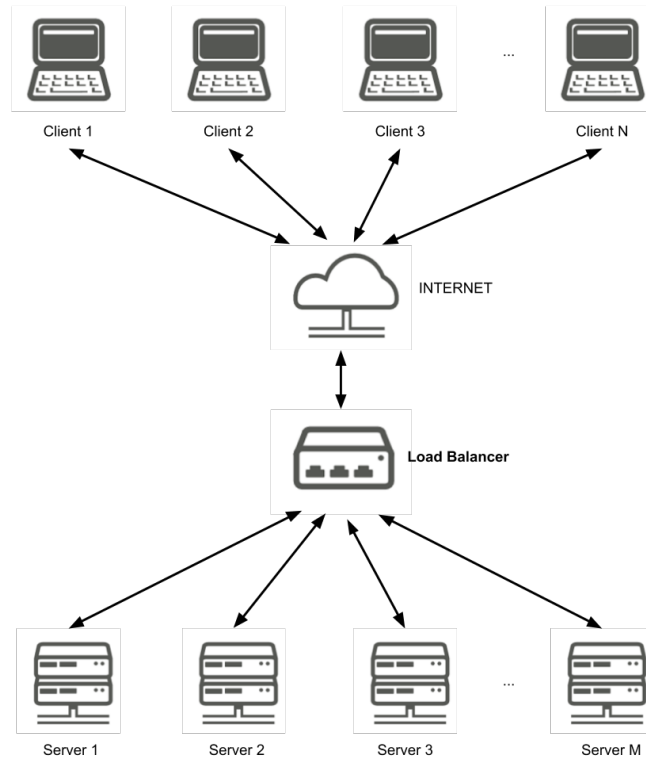 ...
Client 1
Client 2
Client 3
Client N
INTERNET
Load Balancer
...
Server 1
Server 2
Server 3
Server M